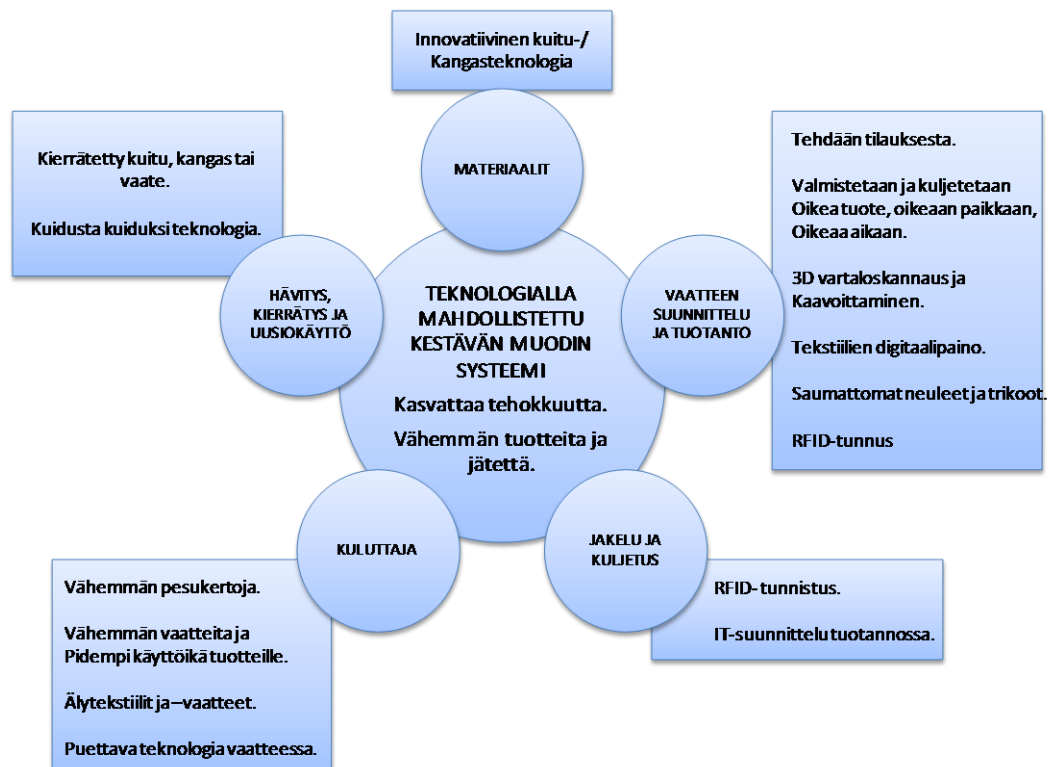 Innovatiivinen kuitu-/
Kangasteknologia
MATERIAALIT
Kierrätetty kuitu, kangas tai
vaate.
Kuidusta kuiduksi teknologia.
HÄVITYS,
KIERRÄTYS JA
UUSIOKÄYTTÖ
TEKNOLOGIALLA
MAHDOLLISTETTU
KESTÄVÄN MUODIN
SYSTEEMI
Kasvattaa tehokkuutta.
Vähemmän tuotteita ja
jätettä.
VAATTEEN
SUUNNITTELU
JA TUOTANTO
Tehdään tilauksesta.
Valmistetaan ja kuljetetaan
Oikea tuote, oikeaan paikkaan,
Oikeaa aikaan.
3D vartaloskannaus ja
Kaavoittaminen.
Tekstiilien digitaalipaino.
Saumattomat neuleet ja trikoot.
RFID-tunnus
KULUTTAJA
Vähemmän pesukertoja.
Vähemmän vaatteita ja
Pidempi käyttöikä tuotteille.
Älytekstiilit ja –vaatteet.
Puettava teknologia vaatteessa.
JAKELU JA
KULJETUS
RFID- tunnistus.
IT-suunnittelu tuotannossa.